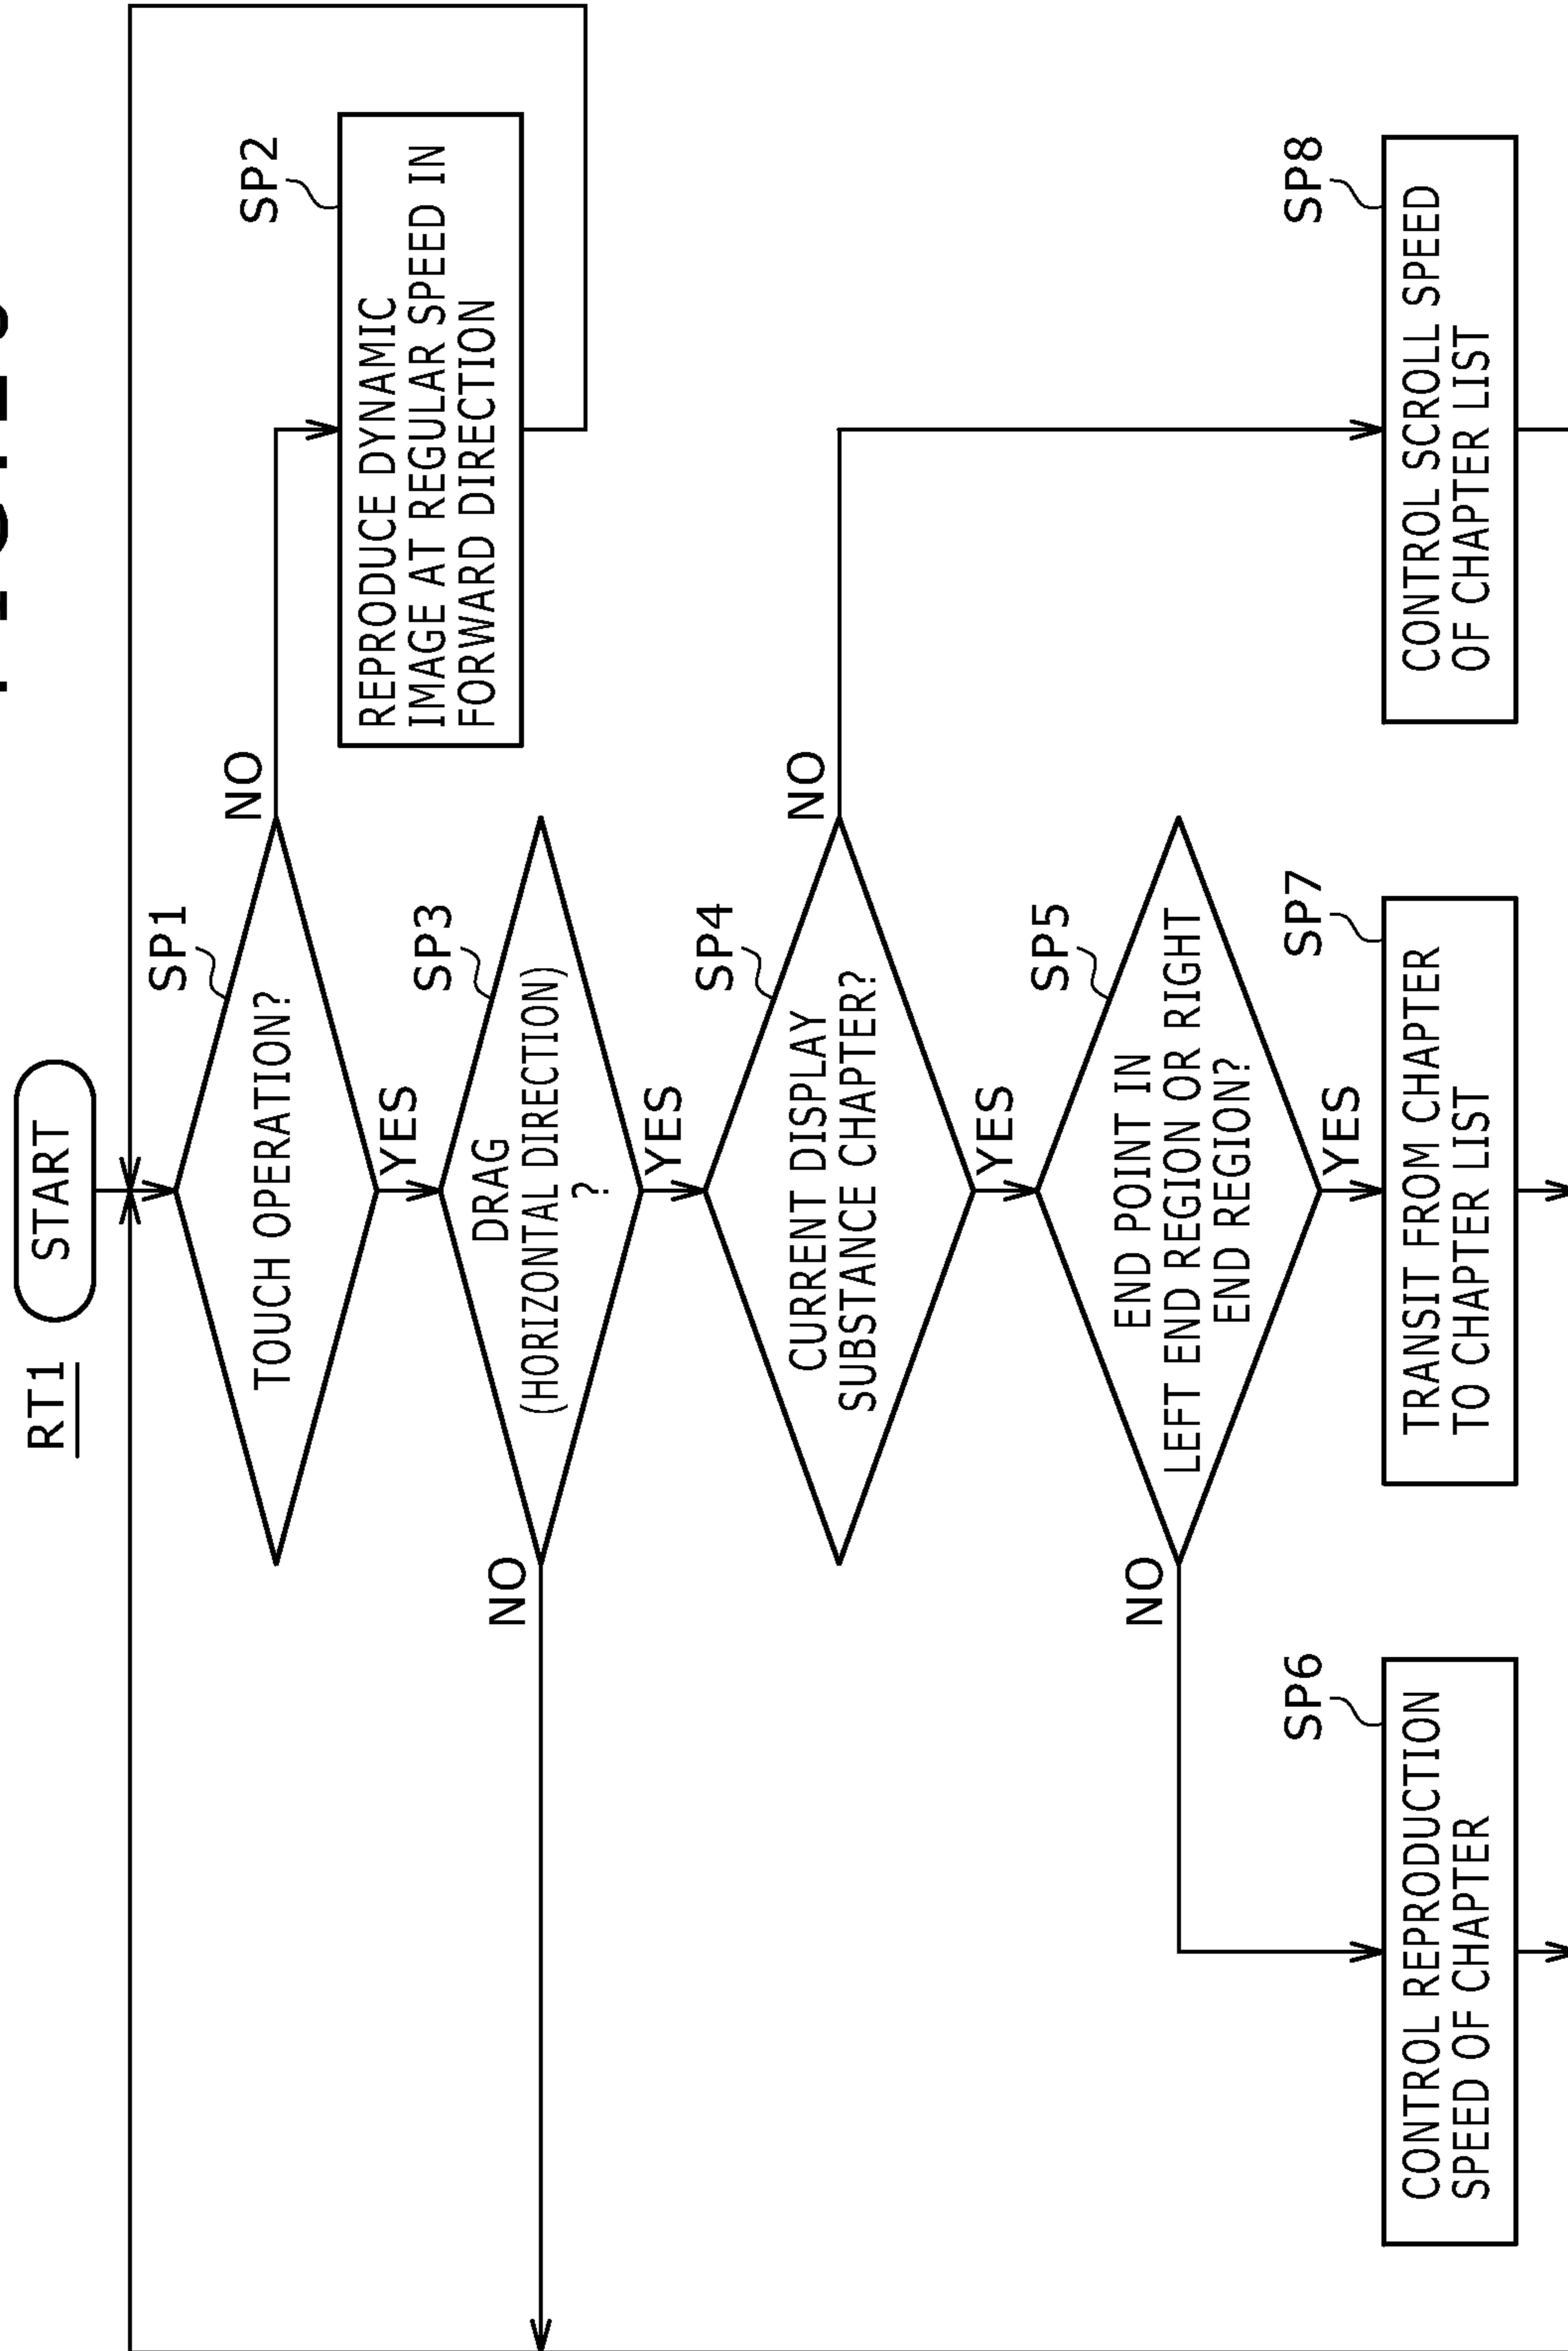 RT1
START
SP1
TOUCH OPERATION?
NO
YES
SP2
REPRODUCE DYNAMIC
IMAGE AT REGULAR SPEED IN
FORWARD DIRECTION
SP3
DRAG
(HORIZONTAL DIRECTION)
?
NO
YES
SP4
CURRENT DISPLAY
SUBSTANCE CHAPTER?
NO
YES
SP5
END POINT IN
LEFT END REGION OR RIGHT
END REGION?
NO
YES
SP6
CONTROL REPRODUCTION
SPEED OF CHAPTER
SP7
TRANSIT FROM CHAPTER
TO CHAPTER LIST
SP8
CONTROL SCROLL SPEED
OF CHAPTER LIST